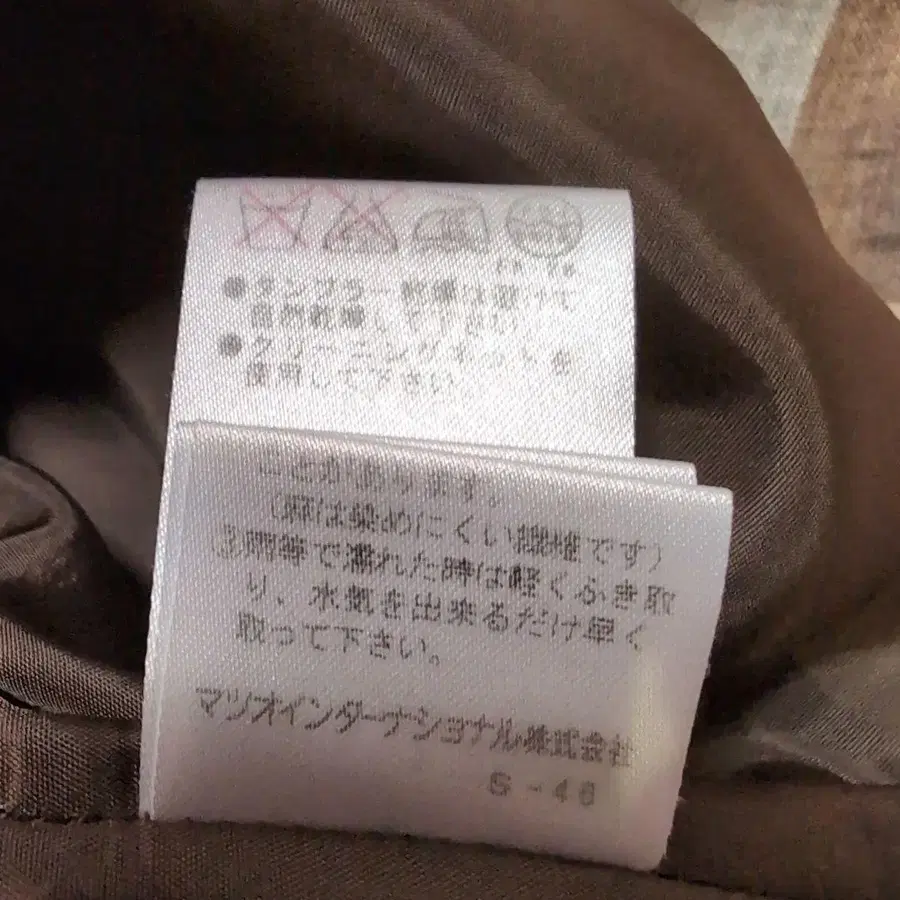 ●タンブラー乾燥は避けて
自然乾燥して下さい。
●クリーニングネットを
使用して下さい。
ことがあります。
(麻は染めにくい繊維です)
③雨等で濡れた時は軽くふき取
り、水気を出来るだけ早く
取って下さい。
マツオインターナショナル株式会社
S-46